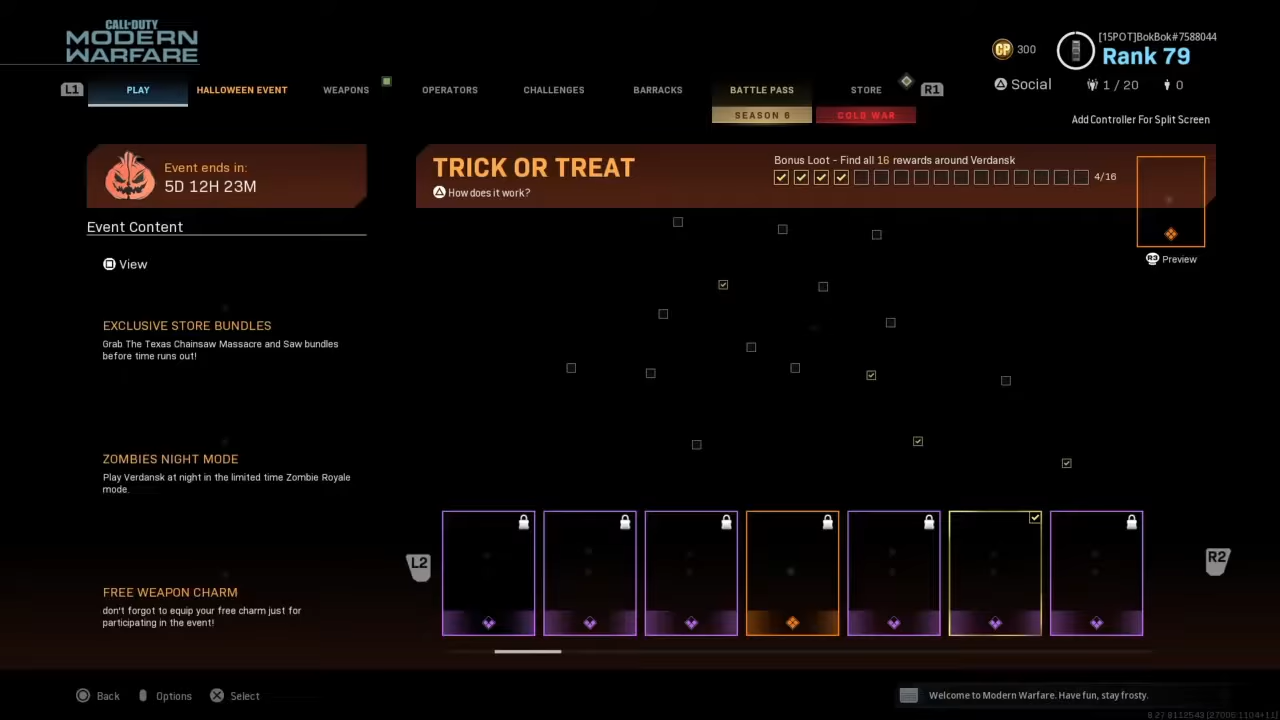 CALL OF DUTY
MODERN
WARFARE
CP 300
[15POT]BokBok#7588044
Rank 79
Social
1 / 20
0
L1
PLAY
HALLOWEEN EVENT
WEAPONS
OPERATORS
CHALLENGES
BARRACKS
BATTLE PASS
STORE
R1
SEASON 6
COLD WAR
Add Controller For Split Screen
Event ends in:
5D 12H 23M
TRICK OR TREAT
How does it work?
Bonus Loot - Find all 16 rewards around Verdansk
4/16
R3 Preview
Event Content
View
EXCLUSIVE STORE BUNDLES
Grab The Texas Chainsaw Massacre and Saw bundles
before time runs out!
ZOMBIES NIGHT MODE
Play Verdansk at night in the limited time Zombie Royale
mode.
FREE WEAPON CHARM
don't forgot to equip your free charm just for
participating in the event!
L2
R2
Back
Options
Select
Welcome to Modern Warfare. Have fun, stay frosty.